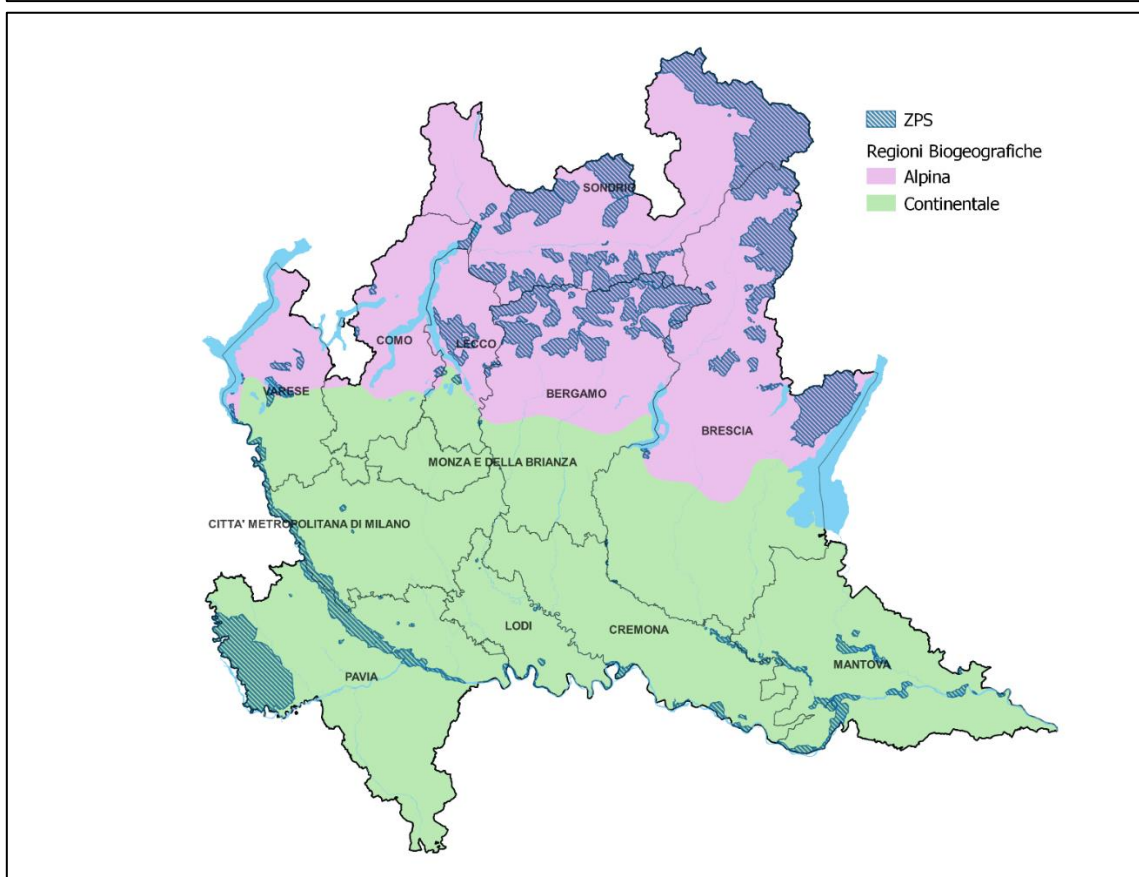 ZPS
Regioni Biogeografiche
Alpina
Continentale
SONDRIO
COMO
LECCO
VARESE
BERGAMO
BRESCIA
MONZA E DELLA BRIANZA
CITTA' METROPOLITANA DI MILANO
LODI
CREMONA
MANTOVA
PAVIA